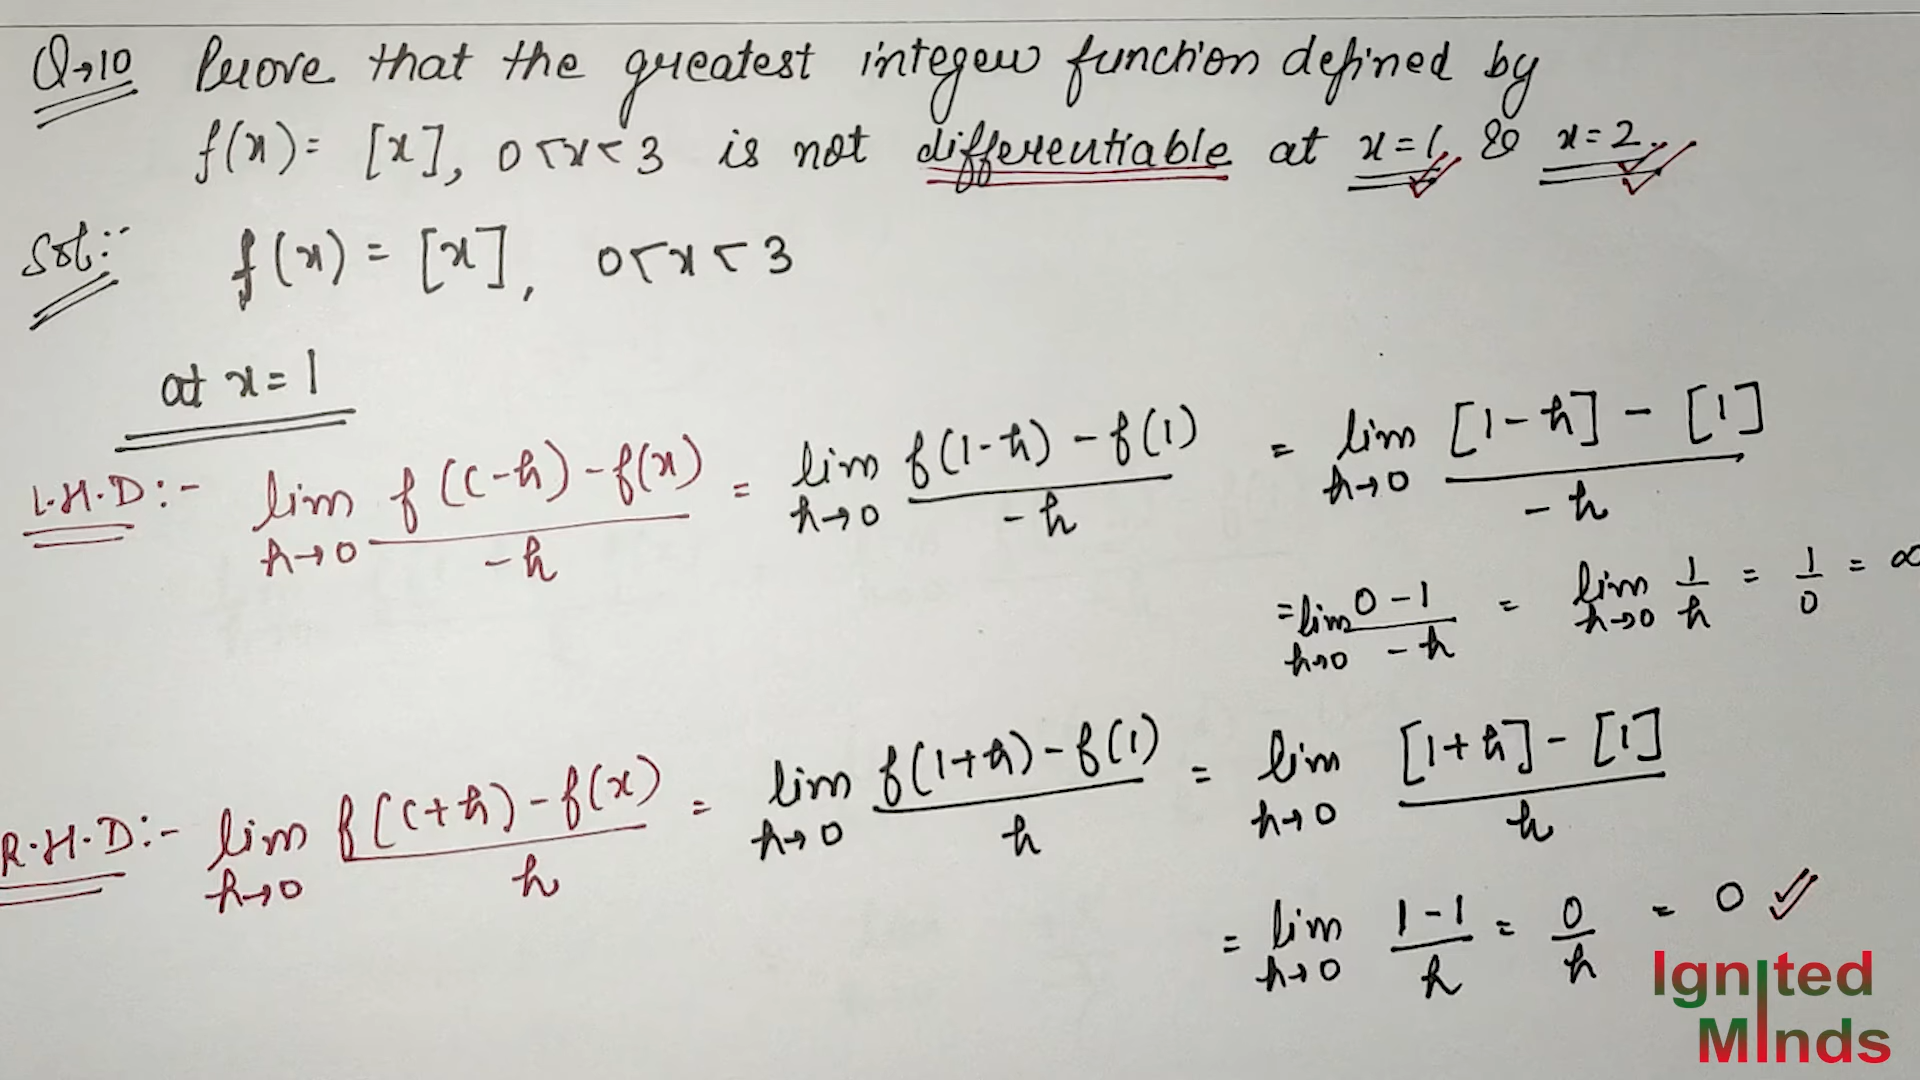 Q→10 Prove that the greatest integer function defined by
f(x) = [x], 0<x<3 is not differentiable at x=1 & x=2.
Sol:- f(x) = [x], 0<x<3
at x=1
L.H.D:- lim h→0 f(c-h)-f(x) / -h = lim h→0 f(1-h)-f(1) / -h = lim h→0 [1-h] - [1] / -h
= lim h→0 0-1 / -h = lim h→0 1/h = 1/0 = ∞
R.H.D:- lim h→0 f(c+h)-f(x) / h = lim h→0 f(1+h)-f(1) / h = lim h→0 [1+h] - [1] / h
= lim h→0 1-1 / h = 0/h = 0 ✓
Ignited
Minds